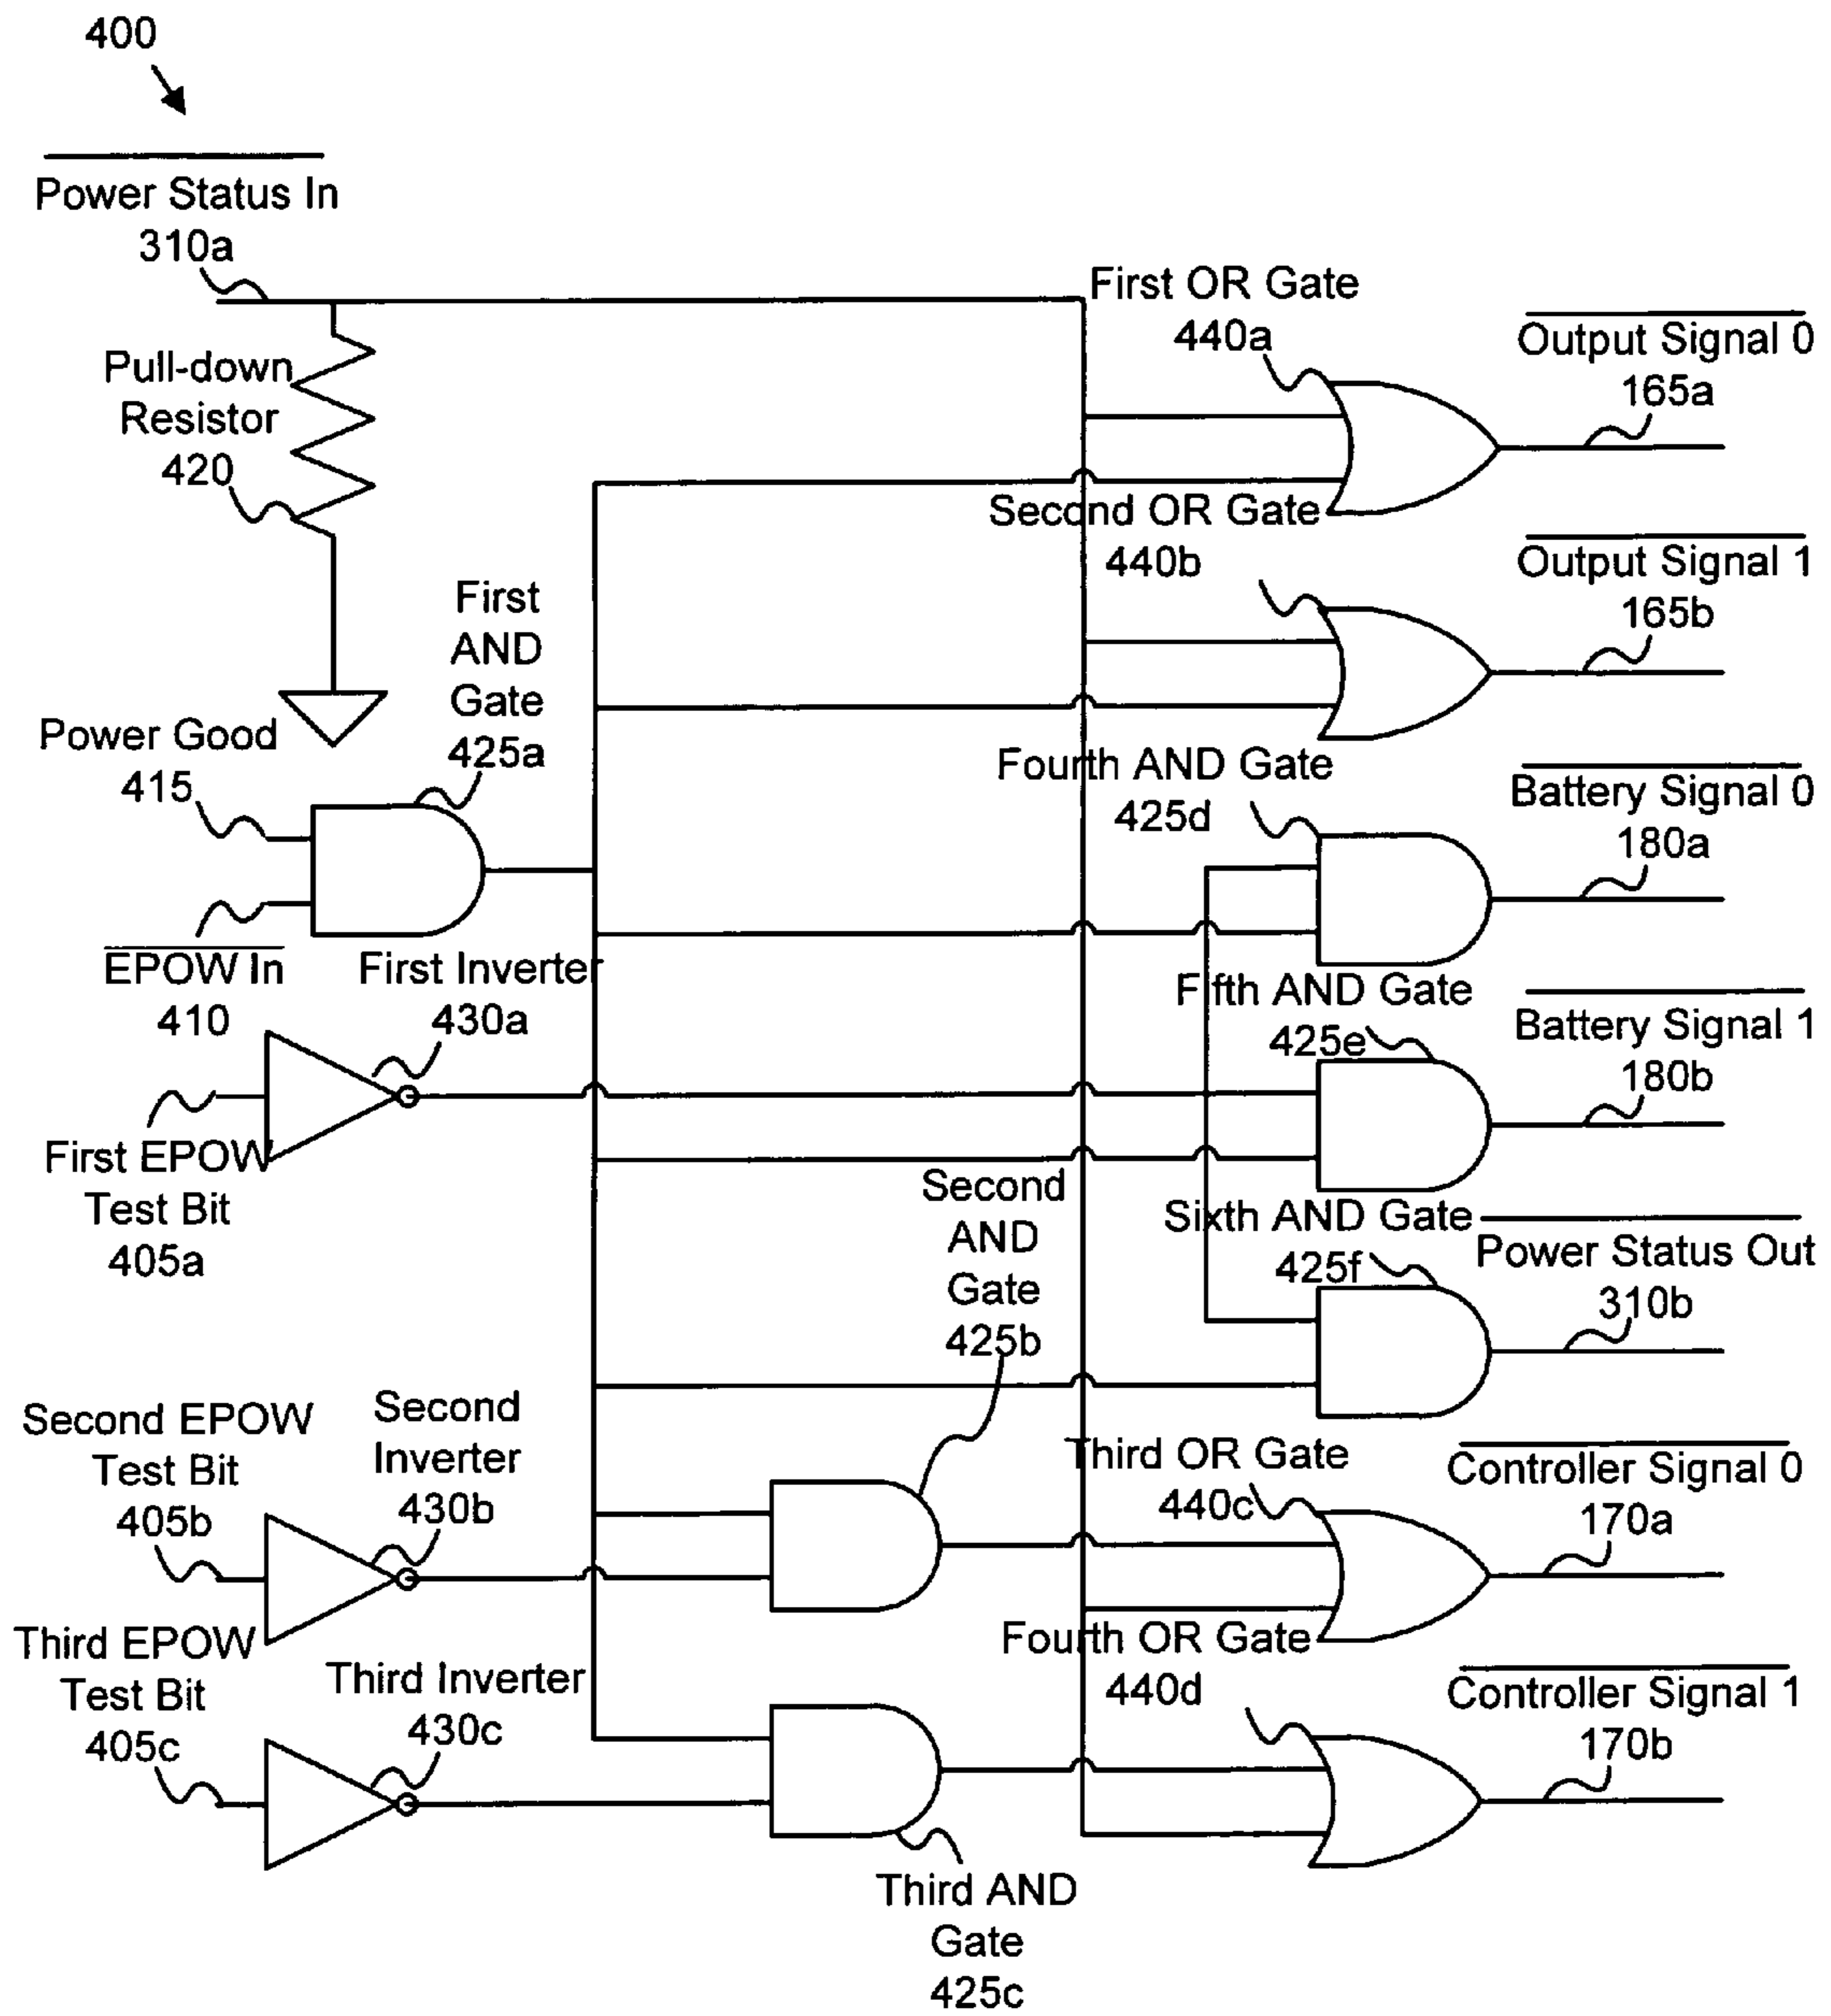 400
Power Status In
310a
Pull-down
Resistor
420
First
AND
Gate
425a
Power Good
415
EPOW In
410
First Inverter
430a
First EPOW
Test Bit
405a
Second EPOW
Test Bit
405b
Second
Inverter
430b
Third EPOW
Test Bit
405c
Third Inverter
430c
Second
AND
Gate
425b
Third AND
Gate
425c
First OR Gate
440a
Second OR Gate
440b
Fourth AND Gate
425d
Fifth AND Gate
425e
Sixth AND Gate
425f
Third OR Gate
440c
Fourth OR Gate
440d
Output Signal 0
165a
Output Signal 1
165b
Battery Signal 0
180a
Battery Signal 1
180b
Power Status Out
310b
Controller Signal 0
170a
Controller Signal 1
170b